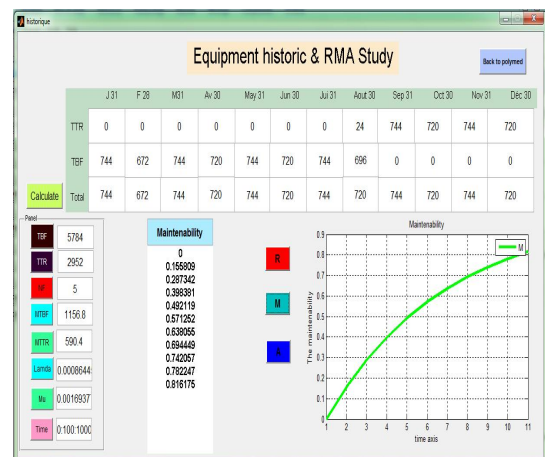 historique
Equipment historic & RMA Study
Back to polymed
J 31 F 28 M31 Av 30 May 31 Jun 30 Jui 31 Aout 30 Sep 31 Oct 30 Nov 31 Dec 30
TTR 0 0 0 0 0 0 0 24 744 720 744 720
TBF 744 672 744 720 744 720 744 696 0 0 0 0
Calculate Total 744 672 744 720 744 720 744 720 744 720 744 720
Panel
TBF 5784
TTR 2952
NF 5
MTBF 1156.8
MTTR 590.4
Lamda 0.0008644
Mu 0.0016937
Time 0:100:1000
Maintenability
0
0.155809
0.287342
0.398381
0.492119
0.571252
0.638055
0.694449
0.742057
0.782247
0.816175
R
M
A
Maintenability
M
The maintenability
0.9
0.8
0.7
0.6
0.5
0.4
0.3
0.2
0.1
0
1 2 3 4 5 6 7 8 9 10 11
time axis